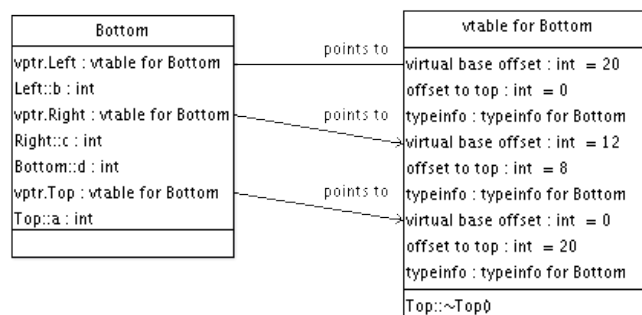 Bottom
vptr.Left : vtable for Bottom
Left::b : int
vptr.Right : vtable for Bottom
Right::c : int
Bottom::d : int
vptr.Top : vtable for Bottom
Top::a : int
points to
points to
points to
vtable for Bottom
virtual base offset : int = 20
offset to top : int = 0
typeinfo : typeinfo for Bottom
virtual base offset : int = 12
offset to top : int = 8
typeinfo : typeinfo for Bottom
virtual base offset : int = 0
offset to top : int = 20
typeinfo : typeinfo for Bottom
Top::~Top()